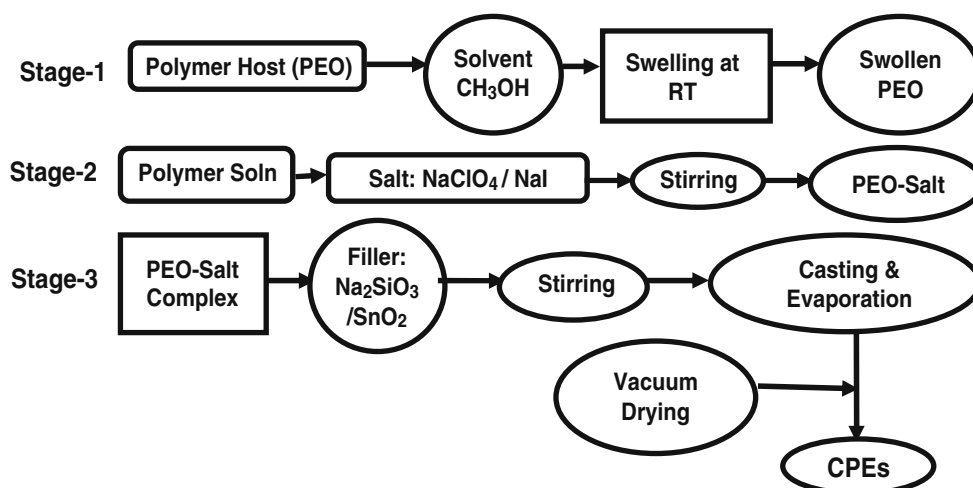 Stage-1
Polymer Host (PEO)
Solvent
CH₃OH
Swelling at
RT
Swollen
PEO
Stage-2
Polymer Soln
Salt: NaClO₄ / NaI
Stirring
PEO-Salt
Stage-3
PEO-Salt
Complex
Filler:
Na₂SiO₃
/SnO₂
Stirring
Casting &
Evaporation
Vacuum
Drying
CPEs